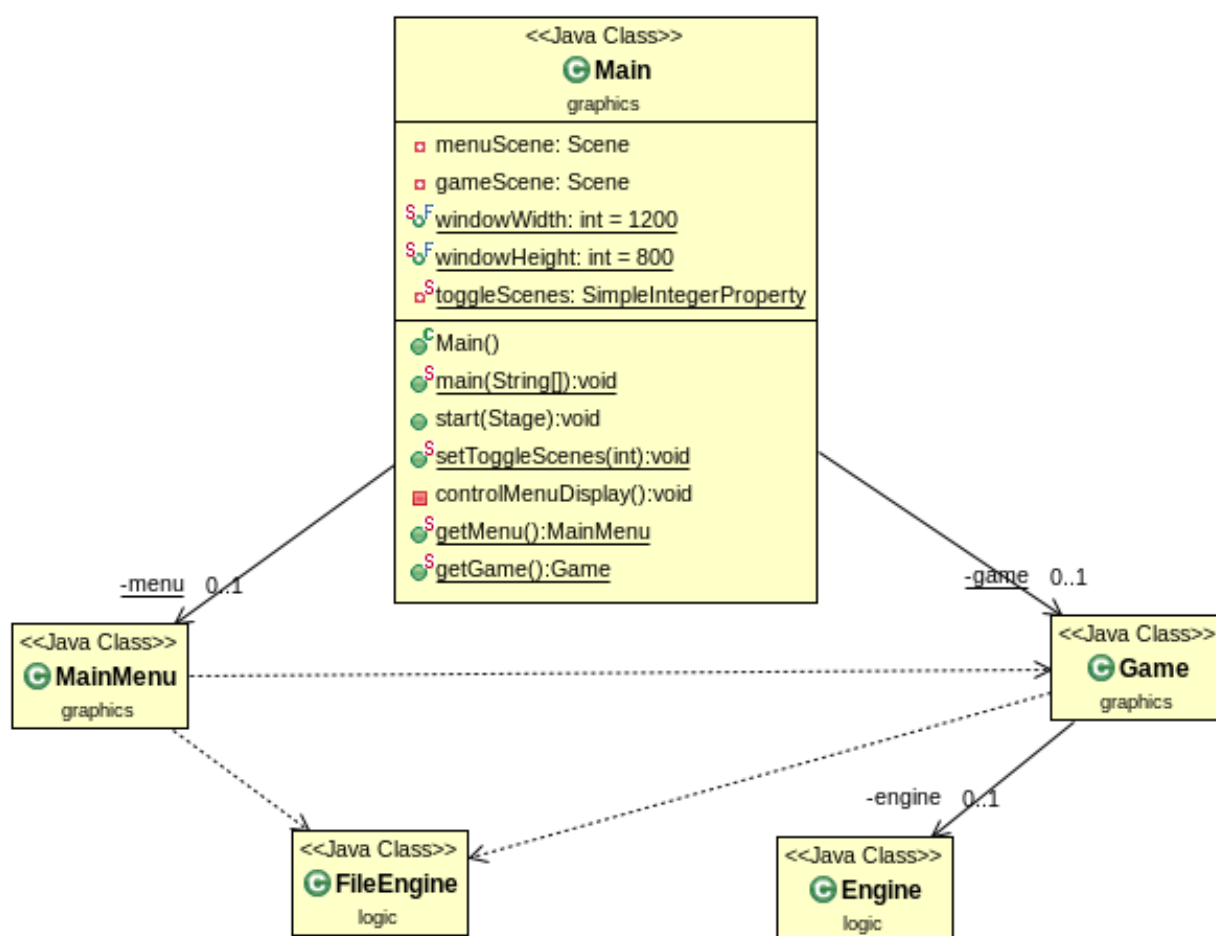 <<Java Class>>
C Main
graphics
menuScene: Scene
gameScene: Scene
S F windowWidth: int = 1200
S F windowHeight: int = 800
S toggleScenes: SimpleIntegerProperty
C Main()
S main(String[]):void
start(Stage):void
S setToggleScenes(int):void
controlMenuDisplay():void
S getMenu():MainMenu
S getGame():Game
-menu 0..1
-game 0..1
<<Java Class>>
C MainMenu
graphics
<<Java Class>>
C Game
graphics
-engine 0..1
<<Java Class>>
C FileEngine
logic
<<Java Class>>
C Engine
logic